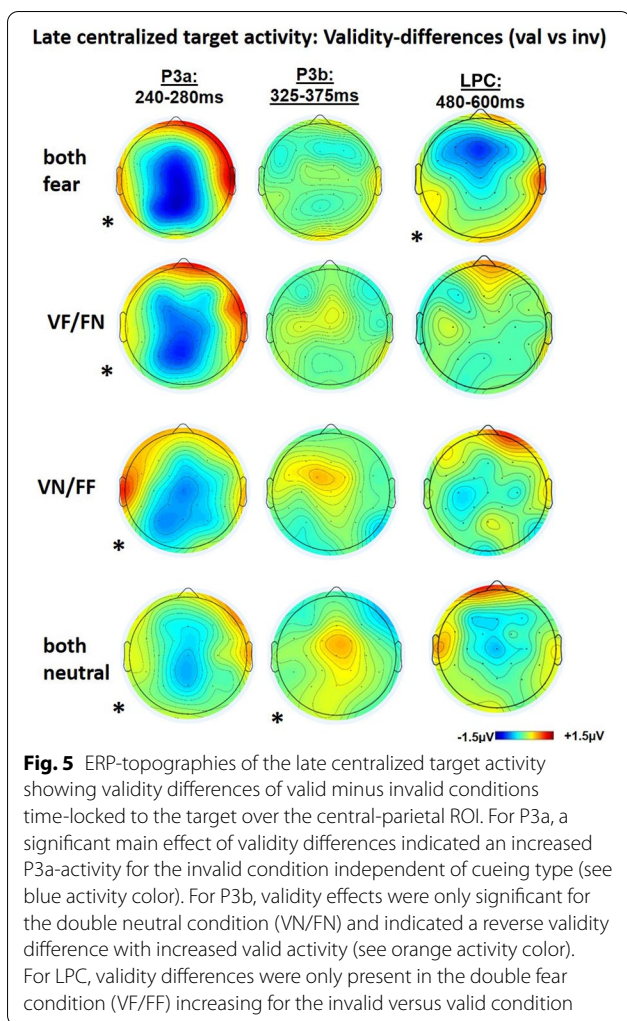 Late centralized target activity: Validity-differences (val vs inv)
P3a: P3b: LPC:
240-280ms 325-375ms 480-600ms
both
fear
*
*
VF/FN
*
VN/FF
*
both
neutral
*
*
-1.5µV +1.5µV
Fig. 5 ERP-topographies of the late centralized target activity
showing validity differences of valid minus invalid conditions
time-locked to the target over the central-parietal ROI. For P3a, a
significant main effect of validity differences indicated an increased
P3a-activity for the invalid condition independent of cueing type (see
blue activity color). For P3b, validity effects were only significant for
the double neutral condition (VN/FN) and indicated a reverse validity
difference with increased valid activity (see orange activity color).
For LPC, validity differences were only present in the double fear
condition (VF/FF) increasing for the invalid versus valid condition